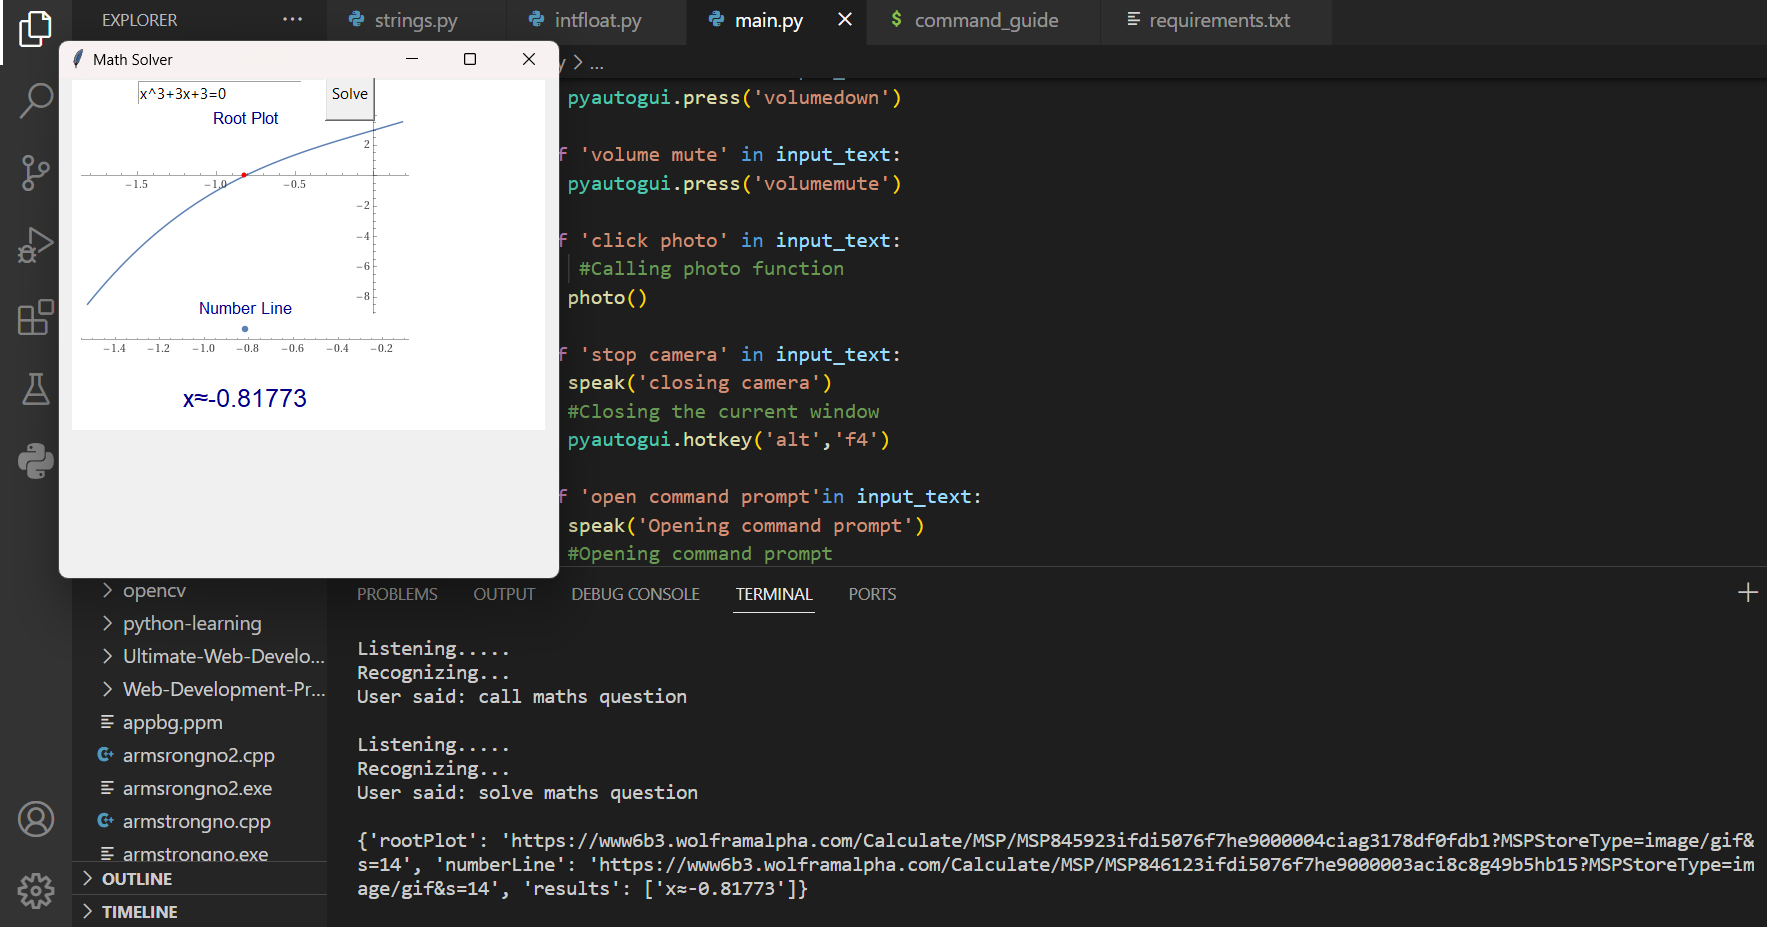 EXPLORER ...
strings.py
intfloat.py
main.py
command_guide
requirements.txt
y > ...
Math Solver
x^3+3x+3=0
Solve
Root Plot
2
−1.5 −1.0 −0.5
−2
−4
−6
−8
Number Line
−1.4 −1.2 −1.0 −0.8 −0.6 −0.4 −0.2
x≈-0.81773
pyautogui.press('volumedown')
f 'volume mute' in input_text:
pyautogui.press('volumemute')
f 'click photo' in input_text:
#Calling photo function
photo()
f 'stop camera' in input_text:
speak('closing camera')
#Closing the current window
pyautogui.hotkey('alt','f4')
f 'open command prompt'in input_text:
speak('Opening command prompt')
#Opening command prompt
opencv
python-learning
Ultimate-Web-Develo...
Web-Development-Pr...
appbg.ppm
armsrongno2.cpp
armsrongno2.exe
armstrongno.cpp
armstrongno.exe
OUTLINE
TIMELINE
PROBLEMS OUTPUT DEBUG CONSOLE TERMINAL PORTS
Listening.....
Recognizing...
User said: call maths question
Listening.....
Recognizing...
User said: solve maths question
{'rootPlot': 'https://www6b3.wolframalpha.com/Calculate/MSP/MSP845923ifdi5076f7he9000004ciag3178df0fdb1?MSPStoreType=image/gif&
s=14', 'numberLine': 'https://www6b3.wolframalpha.com/Calculate/MSP/MSP846123ifdi5076f7he9000003aci8c8g49b5hb15?MSPStoreType=im
age/gif&s=14', 'results': ['x≈-0.81773']}